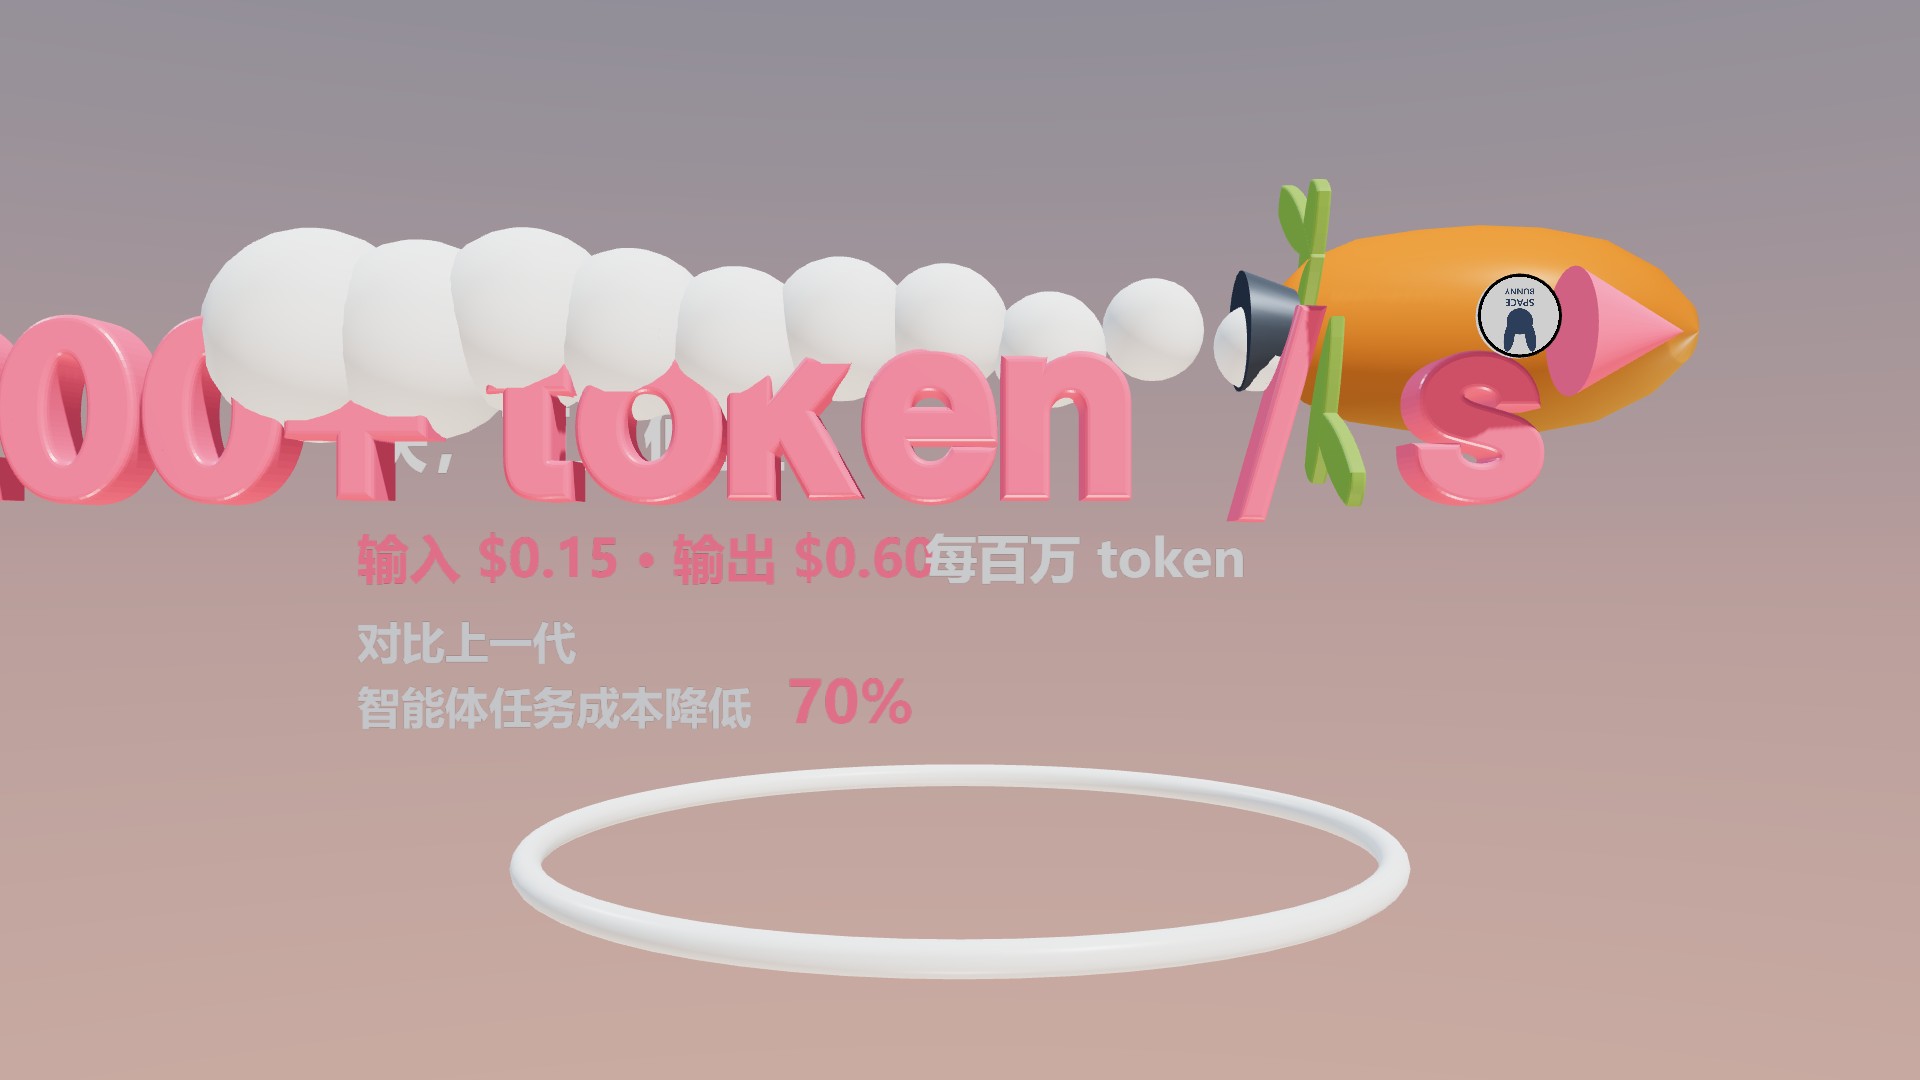 SPACE
BUNNY
00+ token /s
输入 $0.15 · 输出 $0.60 每百万 token
对比上一代
智能体任务成本降低 70%